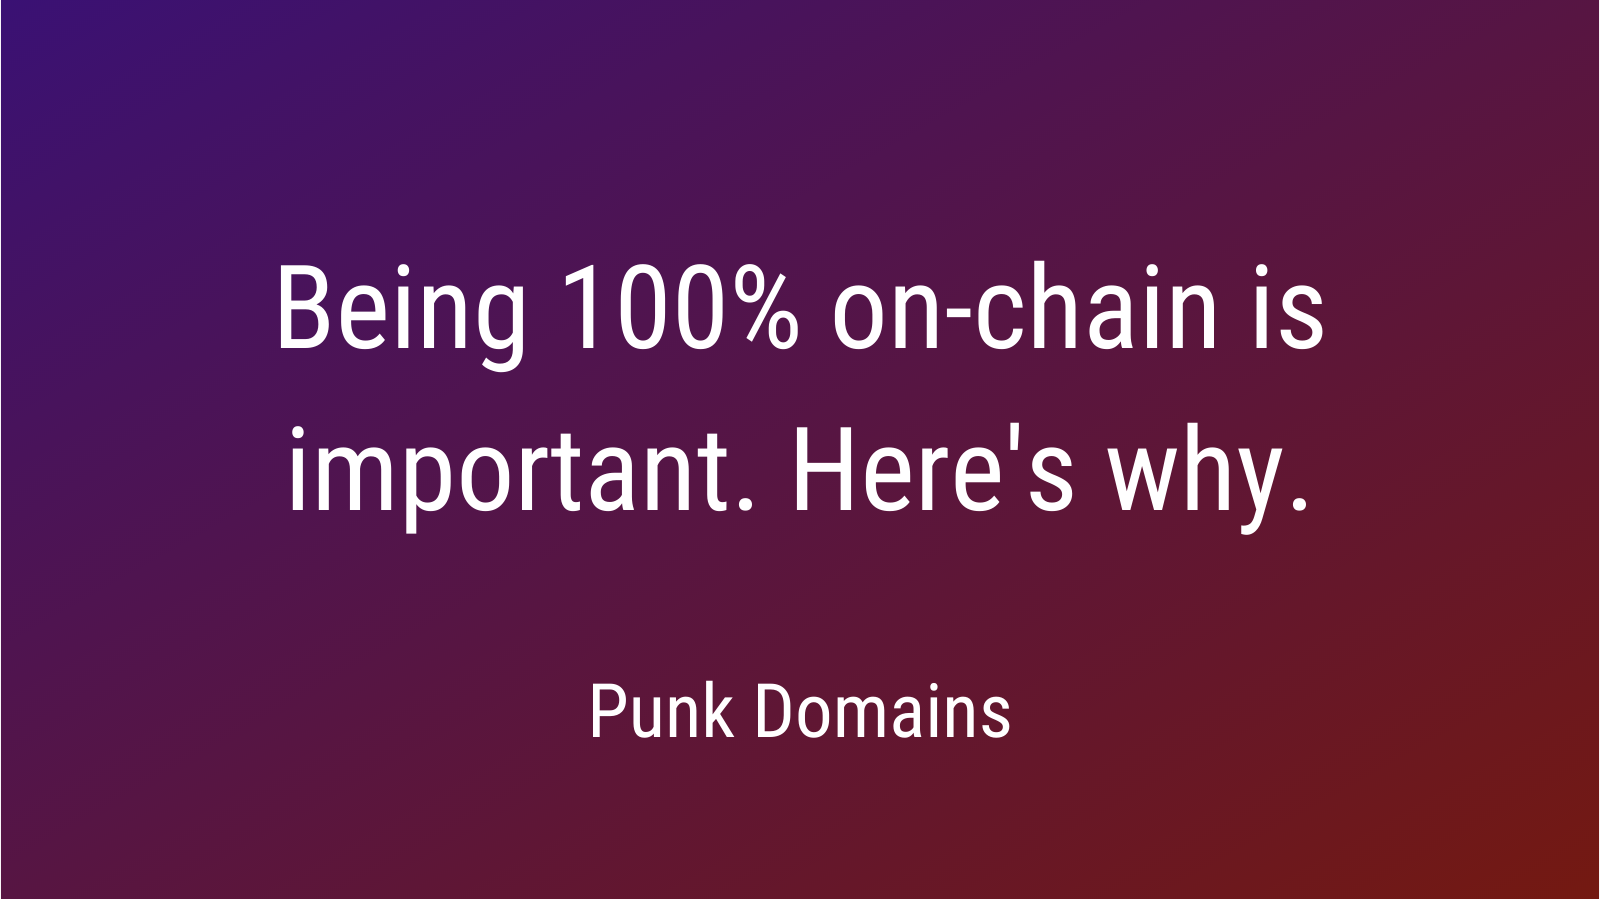 Being 100% on-chain is
important. Here's why.
Punk Domains